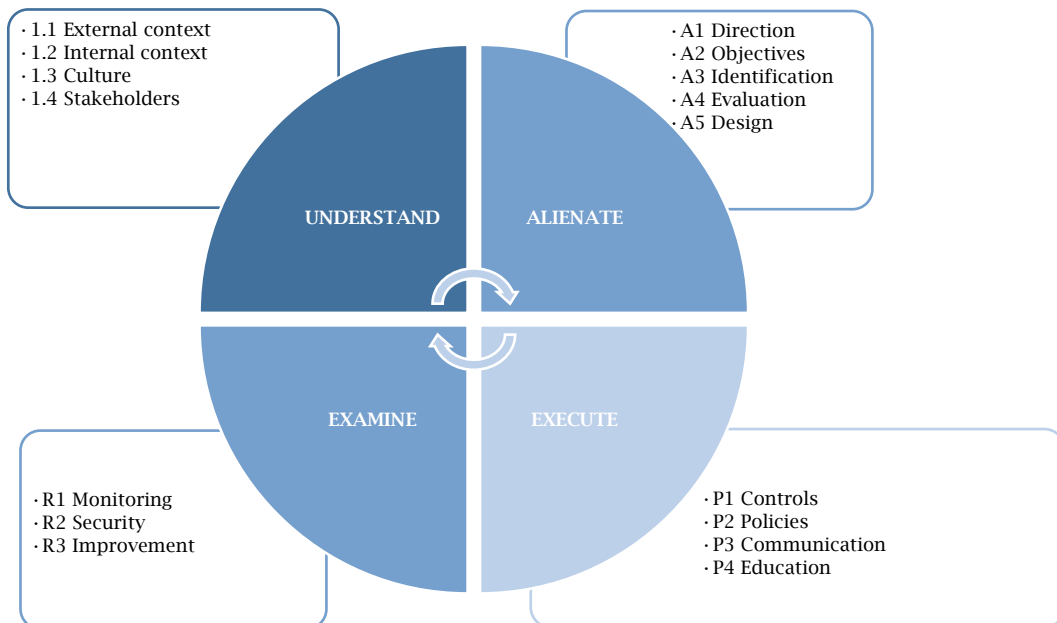 · 1.1 External context
· 1.2 Internal context
· 1.3 Culture
· 1.4 Stakeholders
· A1 Direction
· A2 Objectives
· A3 Identification
· A4 Evaluation
· A5 Design
UNDERSTAND
ALIENATE
EXAMINE
EXECUTE
· R1 Monitoring
· R2 Security
· R3 Improvement
· P1 Controls
· P2 Policies
· P3 Communication
· P4 Education